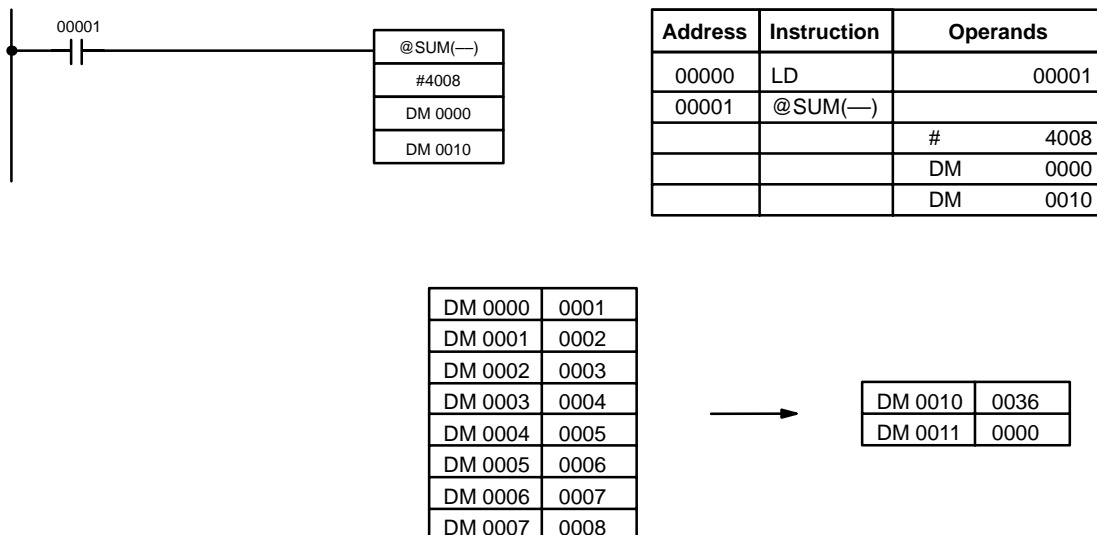 00001
@SUM(––)
#4008
DM 0000
DM 0010
Address Instruction Operands
00000 LD 00001
00001 @SUM(––)
# 4008
DM 0000
DM 0010
DM 0000 0001
DM 0001 0002
DM 0002 0003
DM 0003 0004
DM 0004 0005
DM 0005 0006
DM 0006 0007
DM 0007 0008
DM 0010 0036
DM 0011 0000